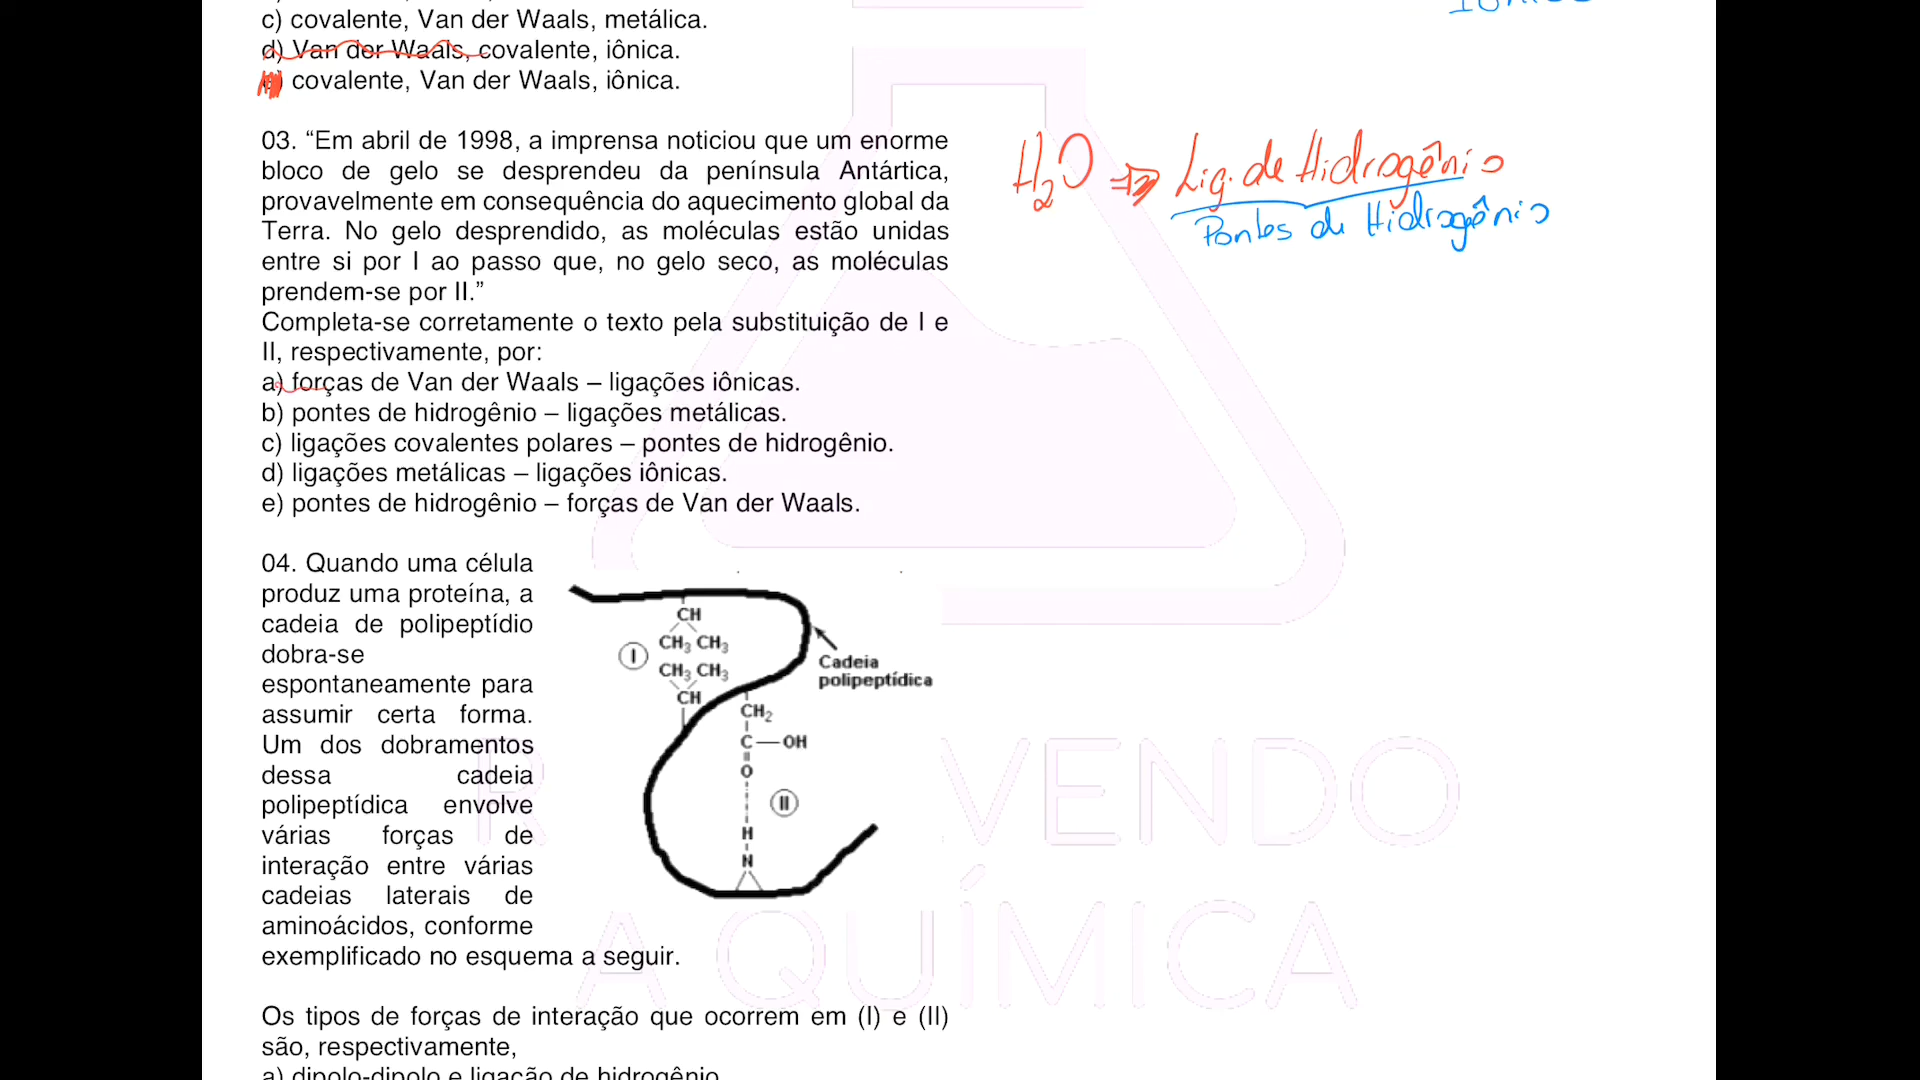 c) covalente, Van der Waals, metálica.
d) Van der Waals, covalente, iônica.
covalente, Van der Waals, iônica.
03. “Em abril de 1998, a imprensa noticiou que um enorme
bloco de gelo se desprendeu da península Antártica,
provavelmente em consequência do aquecimento global da
Terra. No gelo desprendido, as moléculas estão unidas
entre si por I ao passo que, no gelo seco, as moléculas
prendem-se por II.”
Completa-se corretamente o texto pela substituição de I e
II, respectivamente, por:
a) forças de Van der Waals – ligações iônicas.
b) pontes de hidrogênio – ligações metálicas.
c) ligações covalentes polares – pontes de hidrogênio.
d) ligações metálicas – ligações iônicas.
e) pontes de hidrogênio – forças de Van der Waals.
H2O ⇒ Lig. de Hidrogênio
Pontes de Hidrogênio
04. Quando uma célula
produz uma proteína, a
cadeia de polipeptídio
dobra-se
espontaneamente para
assumir certa forma.
Um dos dobramentos
dessa cadeia
polipeptídica envolve
várias forças de
interação entre várias
cadeias laterais de
aminoácidos, conforme
exemplificado no esquema a seguir.
CH
CH3 CH3
I
CH3 CH3
CH
Cadeia
polipeptídica
CH2
C—OH
O
II
H
N
Os tipos de forças de interação que ocorrem em (I) e (II)
são, respectivamente,
a) dipolo-dipolo e ligação de hidrogênio.
R VENDO
A QUÍMICA